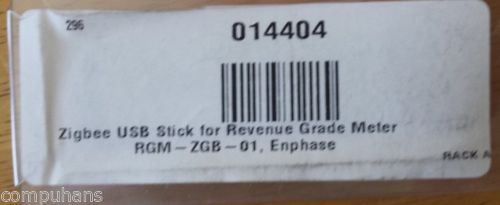 296
014404
Zigbee USB Stick for Revenue Grade Meter
RGM-ZGB-01, Enphase
RACK A
compuhans